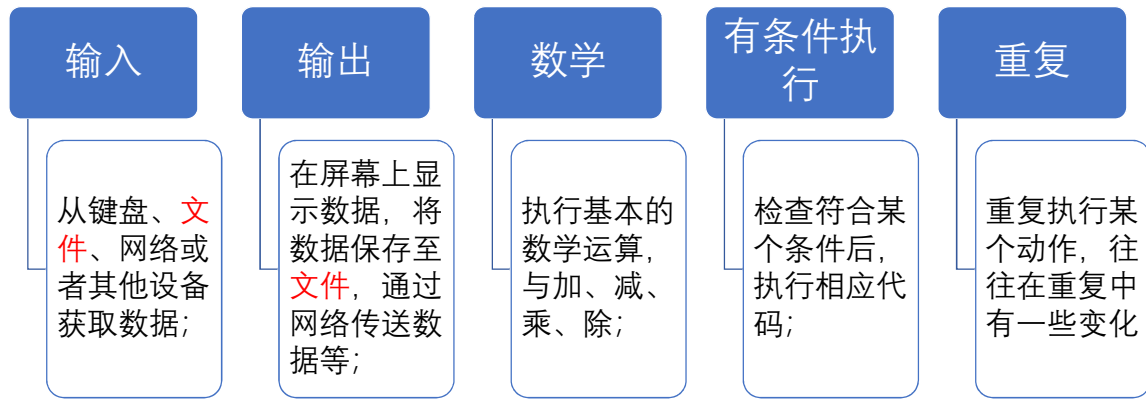 输入
从键盘、文
件、网络或
者其他设备
获取数据；
输出
在屏幕上显
示数据，将
数据保存至
文件，通过
网络传送数
据等；
数学
执行基本的
数学运算，
与加、减、
乘、除；
有条件执
行
检查符合某
个条件后，
执行相应代
码；
重复
重复执行某
个动作，往
往在重复中
有一些变化